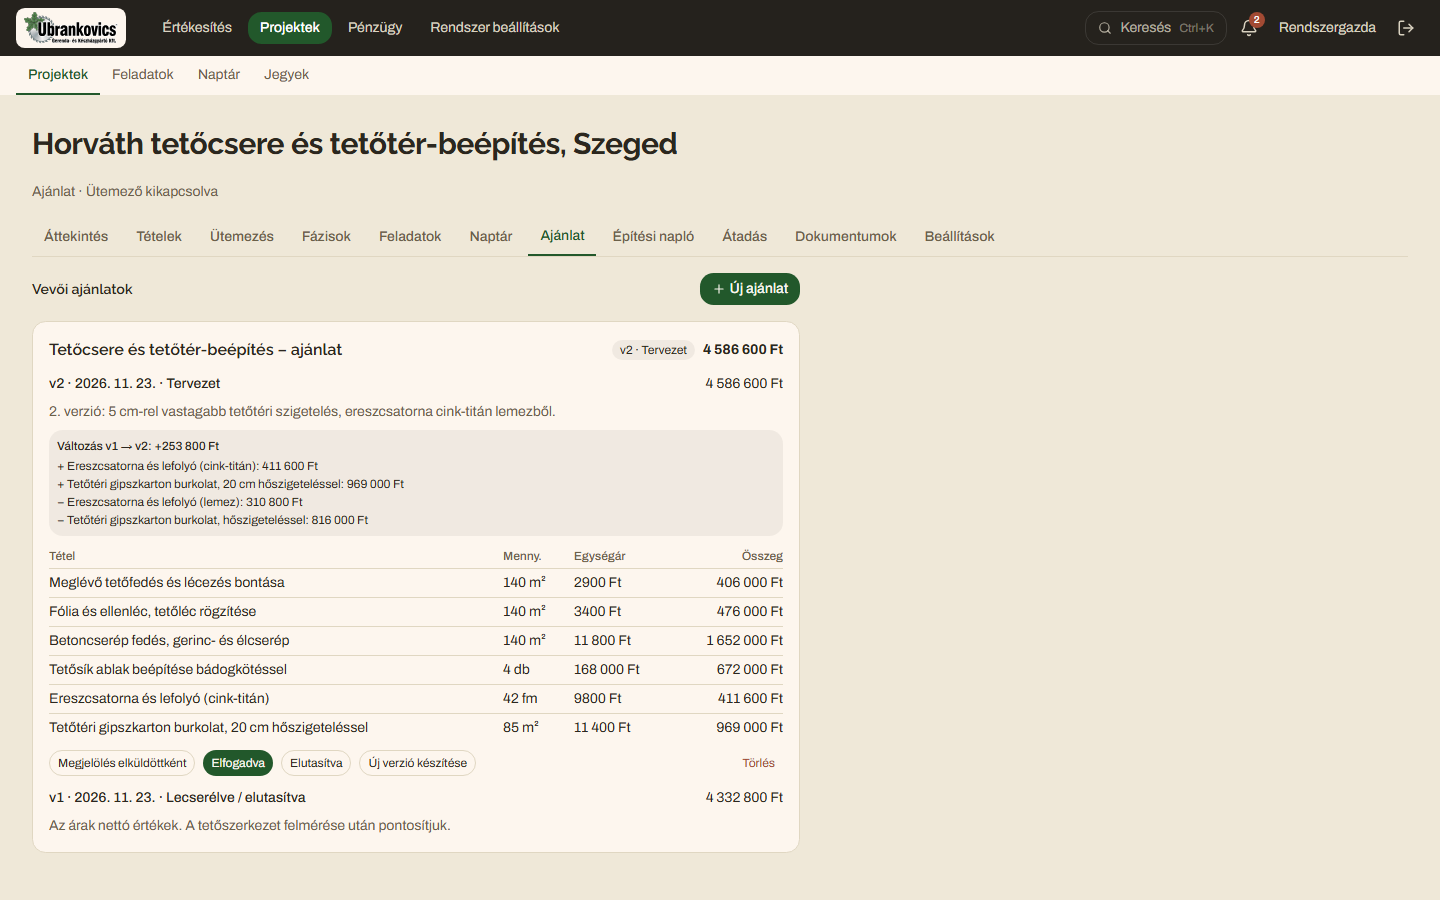 Ubrankovics
Gerenda- és Készházgyártó Kft.
Értékesítés
Projektek
Pénzügy
Rendszer beállítások
Keresés Ctrl+K
2
Rendszergazda
Projektek
Feladatok
Naptár
Jegyek
Horváth tetőcsere és tetőtér-beépítés, Szeged
Ajánlat · Ütemező kikapcsolva
Áttekintés
Tételek
Ütemezés
Fázisok
Feladatok
Naptár
Ajánlat
Építési napló
Átadás
Dokumentumok
Beállítások
Vevői ajánlatok
+ Új ajánlat
Tetőcsere és tetőtér-beépítés – ajánlat
v2 · Tervezet
4 586 600 Ft
v2 · 2026. 11. 23. · Tervezet
4 586 600 Ft
2. verzió: 5 cm-rel vastagabb tetőtéri szigetelés, ereszcsatorna cink-titán lemezből.
Változás v1 → v2: +253 800 Ft
+ Ereszcsatorna és lefolyó (cink-titán): 411 600 Ft
+ Tetőtéri gipszkarton burkolat, 20 cm hőszigeteléssel: 969 000 Ft
− Ereszcsatorna és lefolyó (lemez): 310 800 Ft
− Tetőtéri gipszkarton burkolat, hőszigeteléssel: 816 000 Ft
Tétel Menny. Egységár Összeg
Meglévő tetőfedés és lécezés bontása 140 m² 2900 Ft 406 000 Ft
Fólia és ellenléc, tetőléc rögzítése 140 m² 3400 Ft 476 000 Ft
Betoncserép fedés, gerinc- és élcserép 140 m² 11 800 Ft 1 652 000 Ft
Tetősík ablak beépítése bádogkötéssel 4 db 168 000 Ft 672 000 Ft
Ereszcsatorna és lefolyó (cink-titán) 42 fm 9800 Ft 411 600 Ft
Tetőtéri gipszkarton burkolat, 20 cm hőszigeteléssel 85 m² 11 400 Ft 969 000 Ft
Megjelölés elküldöttként
Elfogadva
Elutasítva
Új verzió készítése
Törlés
v1 · 2026. 11. 23. · Lecserélve / elutasítva
4 332 800 Ft
Az árak nettó értékek. A tetőszerkezet felmérése után pontosítjuk.